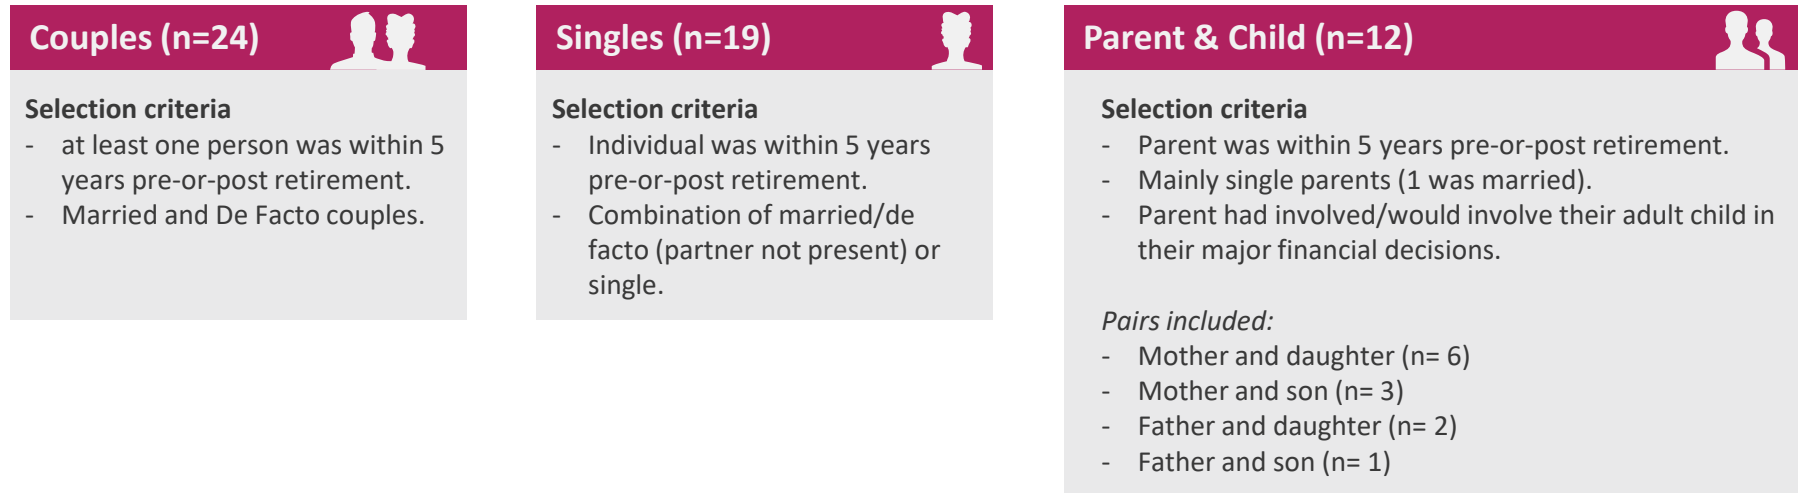 Couples (n=24)
Selection criteria
- at least one person was within 5
years pre-or-post retirement.
- Married and De Facto couples.
Singles (n=19)
Selection criteria
- Individual was within 5 years
pre-or-post retirement.
- Combination of married/de
facto (partner not present) or
single.
Parent & Child (n=12)
Selection criteria
- Parent was within 5 years pre-or-post retirement.
- Mainly single parents (1 was married).
- Parent had involved/would involve their adult child in
their major financial decisions.
Pairs included:
- Mother and daughter (n= 6)
- Mother and son (n= 3)
- Father and daughter (n= 2)
- Father and son (n= 1)